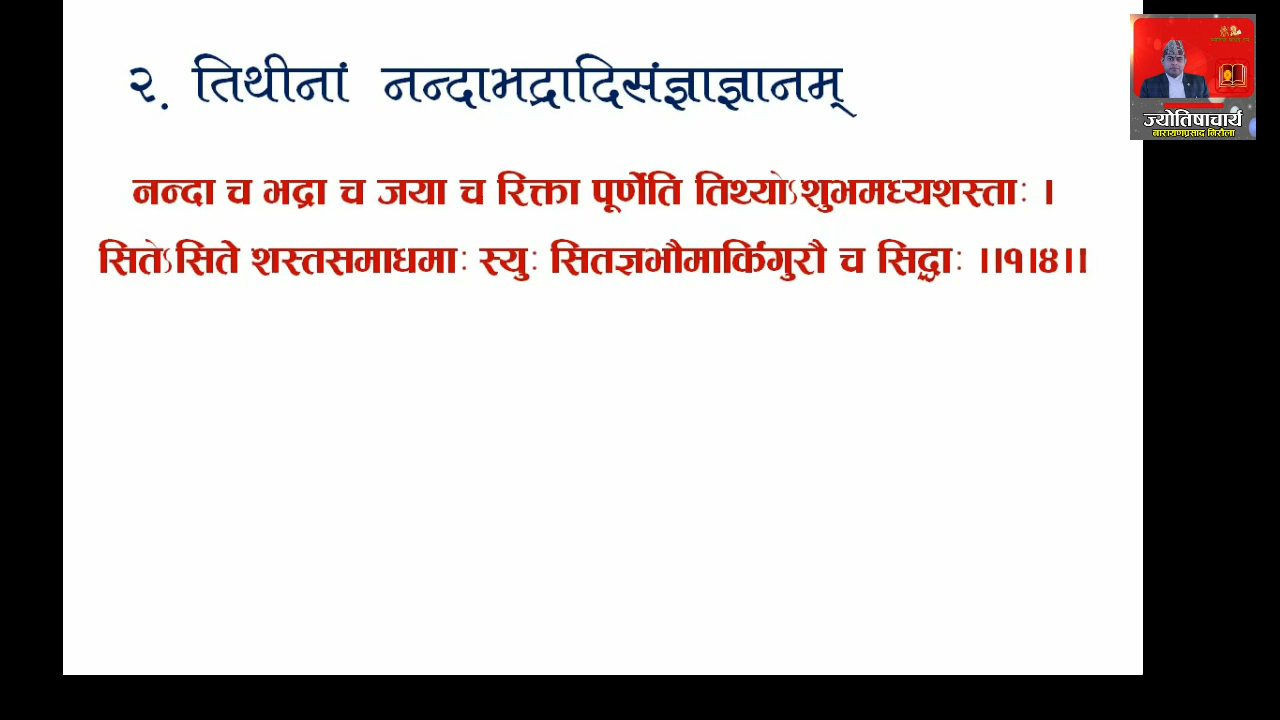 २. तिथीनां नन्दाभद्रादिसंज्ञाज्ञानम्
नन्दा च भद्रा च जया च रिक्ता पूर्णेति तिथ्योऽशुभमध्यशस्ताः ।
सितेऽसिते शस्तसमाधमाः स्युः सितज्ञभौमार्किगुरौ च सिद्धाः ।।१।४।।
ज्योतिषाचार्य
नारायणप्रसाद निरौला